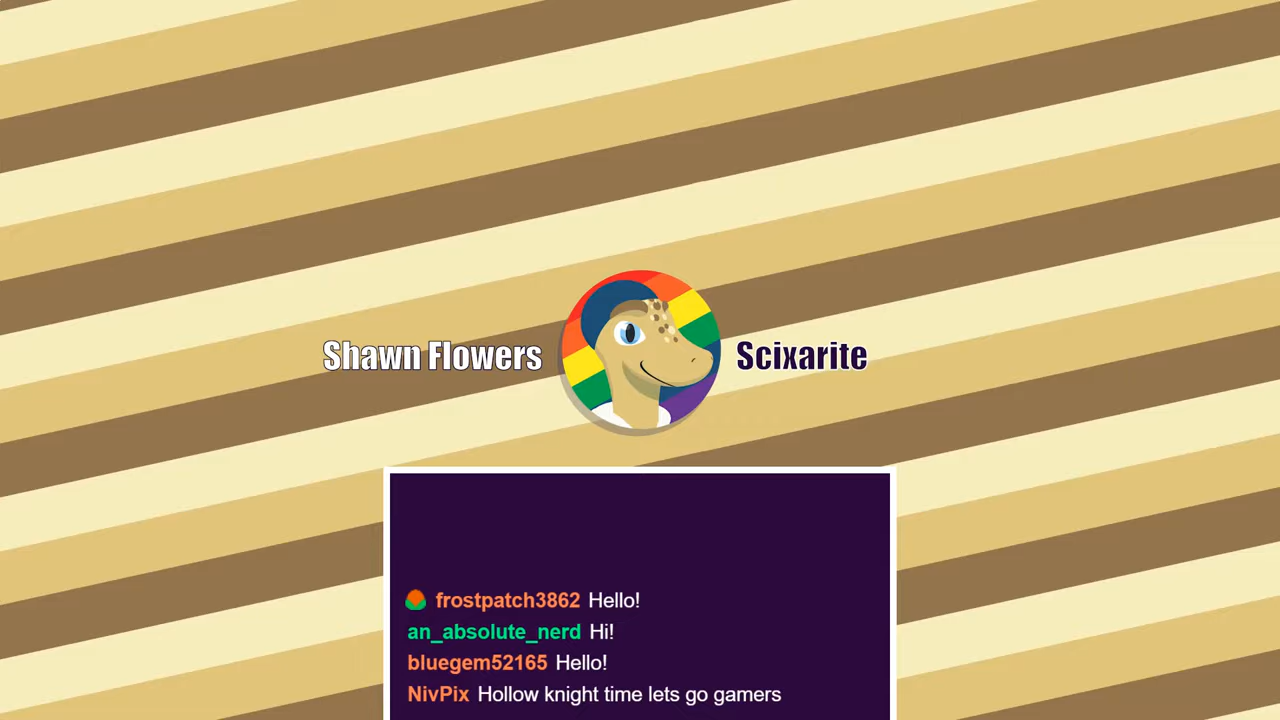 Shawn Flowers
Scixarite
frostpatch3862 Hello!
an_absolute_nerd Hi!
bluegem52165 Hello!
NivPix Hollow knight time lets go gamers